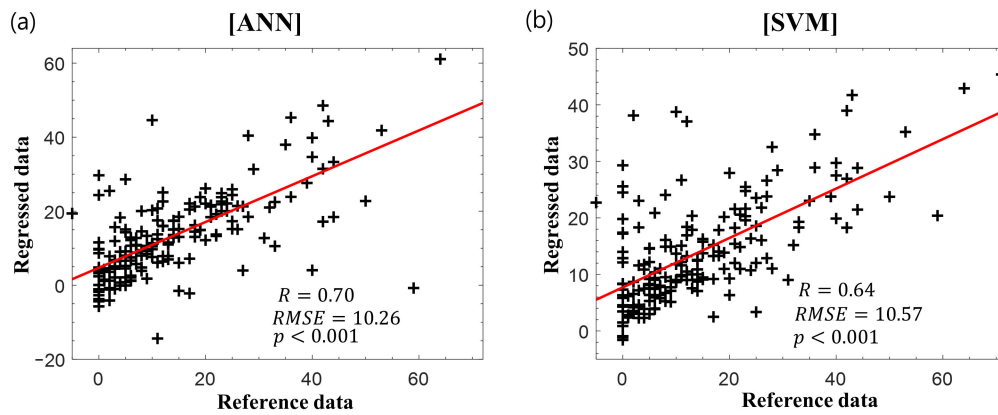 (a)
[ANN]
Regressed data
60
40
20
0
−20
0
20
40
60
R = 0.70
RMSE = 10.26
p < 0.001
Reference data
(b)
[SVM]
Regressed data
50
40
30
20
10
0
0
20
40
60
R = 0.64
RMSE = 10.57
p < 0.001
Reference data